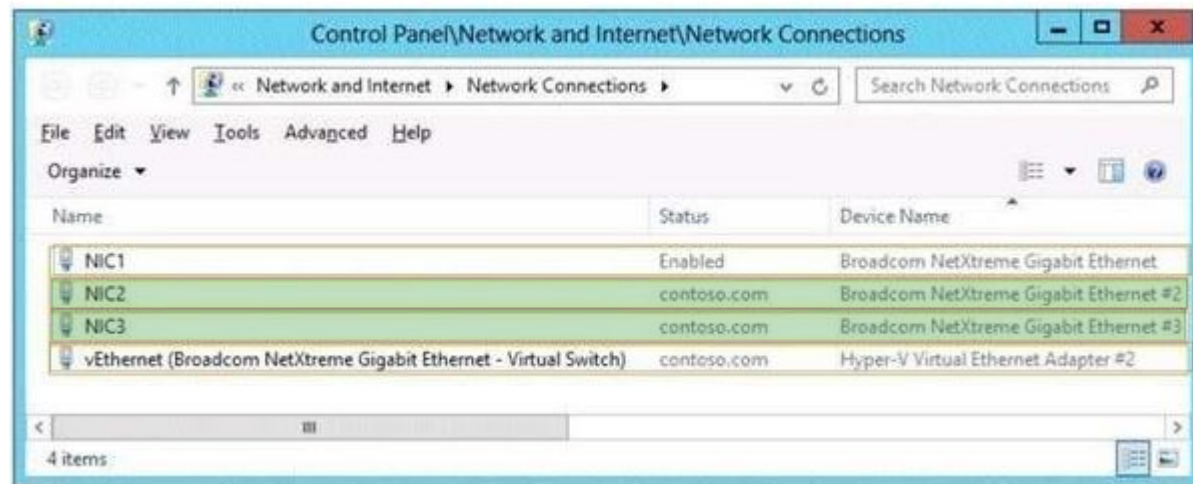 Control Panel\Network and Internet\Network Connections
« Network and Internet Network Connections Search Network Connections
File Edit View Tools Advanced Help
Organize
Name Status Device Name
NIC1 Enabled Broadcom NetXtreme Gigabit Ethernet
NIC2 contoso.com Broadcom NetXtreme Gigabit Ethernet #2
NIC3 contoso.com Broadcom NetXtreme Gigabit Ethernet #3
vEthernet (Broadcom NetXtreme Gigabit Ethernet - Virtual Switch) contoso.com Hyper-V Virtual Ethernet Adapter #2
4 items